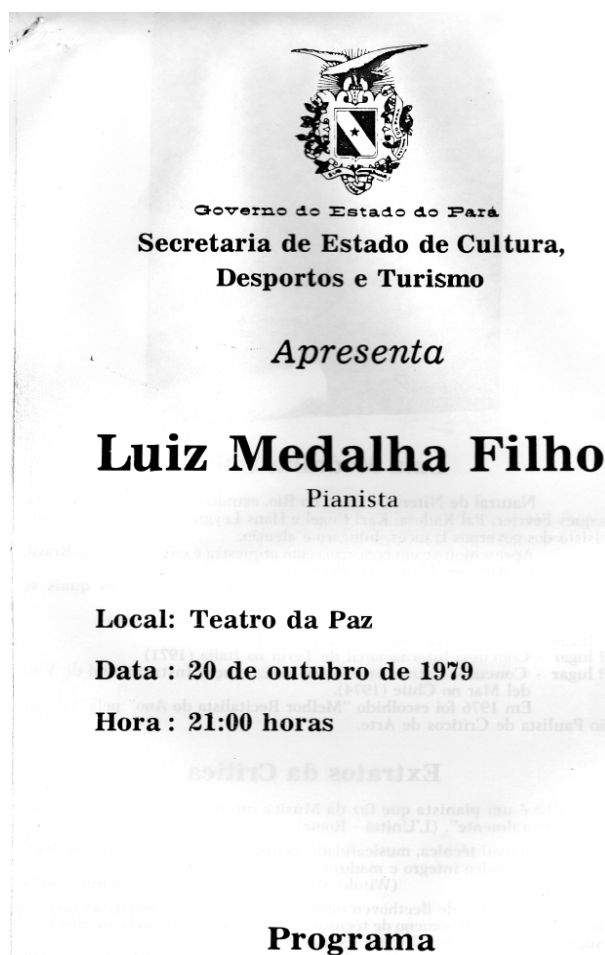 Governo do Estado do Pará
Secretaria de Estado de Cultura,
Desportos e Turismo
Apresenta
Luiz Medalha Filho
Pianista
Local: Teatro da Paz
Data : 20 de outubro de 1979
Hora : 21:00 horas
Programa